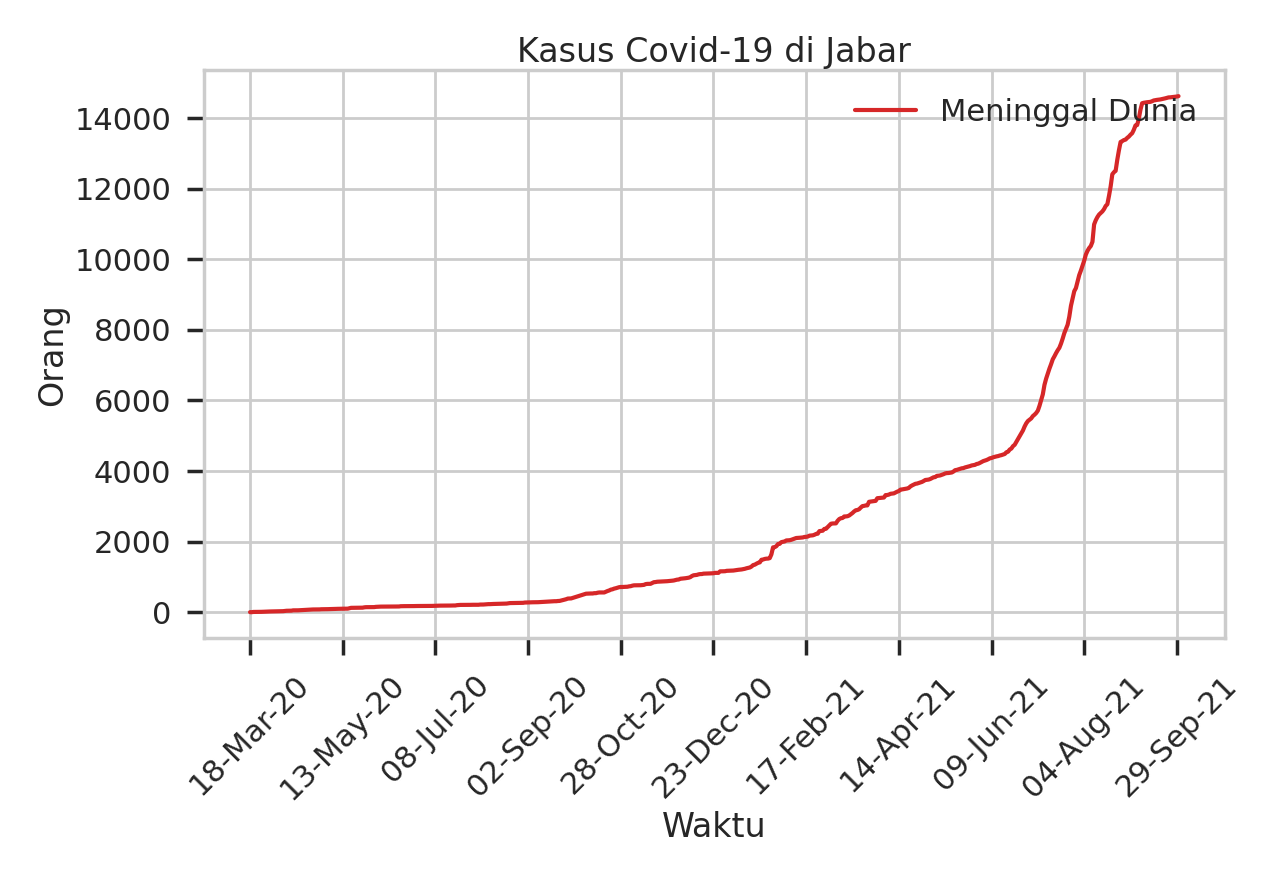 Kasus Covid-19 di Jabar
Meninggal Dunia
14000
12000
10000
8000
6000
4000
2000
0
Orang
18-Mar-20
13-May-20
08-Jul-20
02-Sep-20
28-Oct-20
23-Dec-20
17-Feb-21
14-Apr-21
09-Jun-21
04-Aug-21
29-Sep-21
Waktu